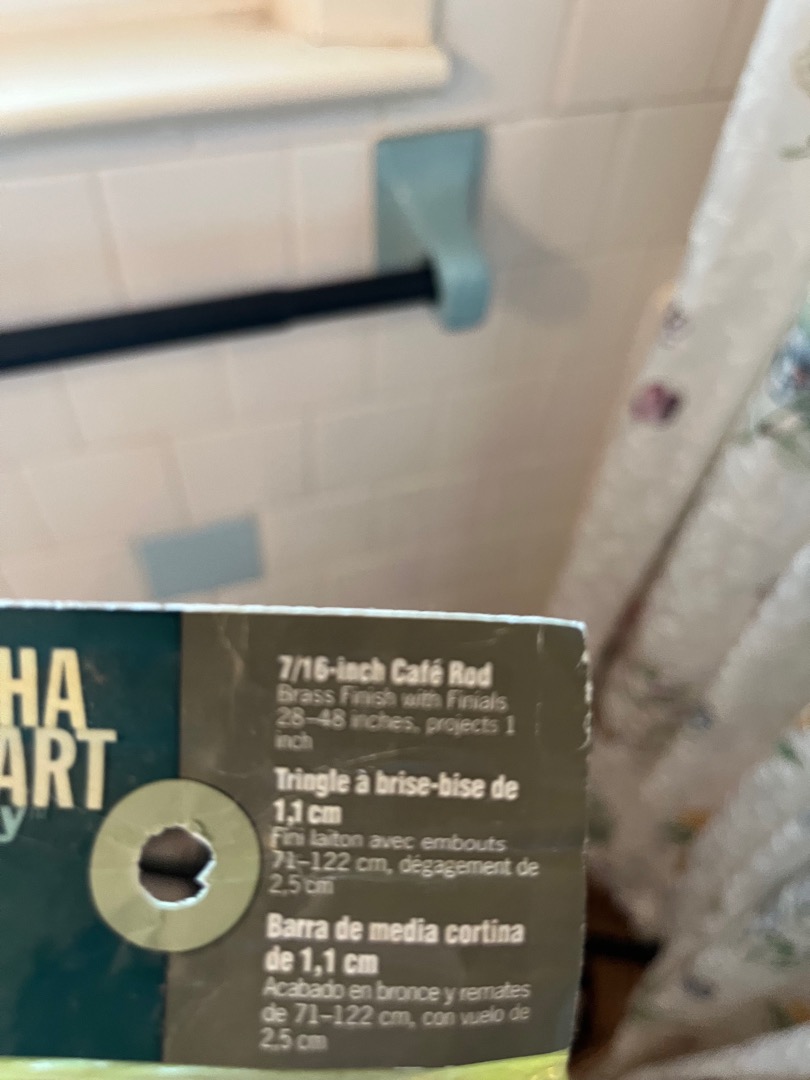 HA
ART
y
7/16-inch Café Rod
Brass Finish with Finials
28–48 inches, projects 1
inch
Tringle à brise-bise de
1,1 cm
Fini laiton avec embouts
71–122 cm, dégagement de
2,5 cm
Barra de media cortina
de 1,1 cm
Acabado en bronce y remates
de 71–122 cm, con vuelo de
2,5 cm